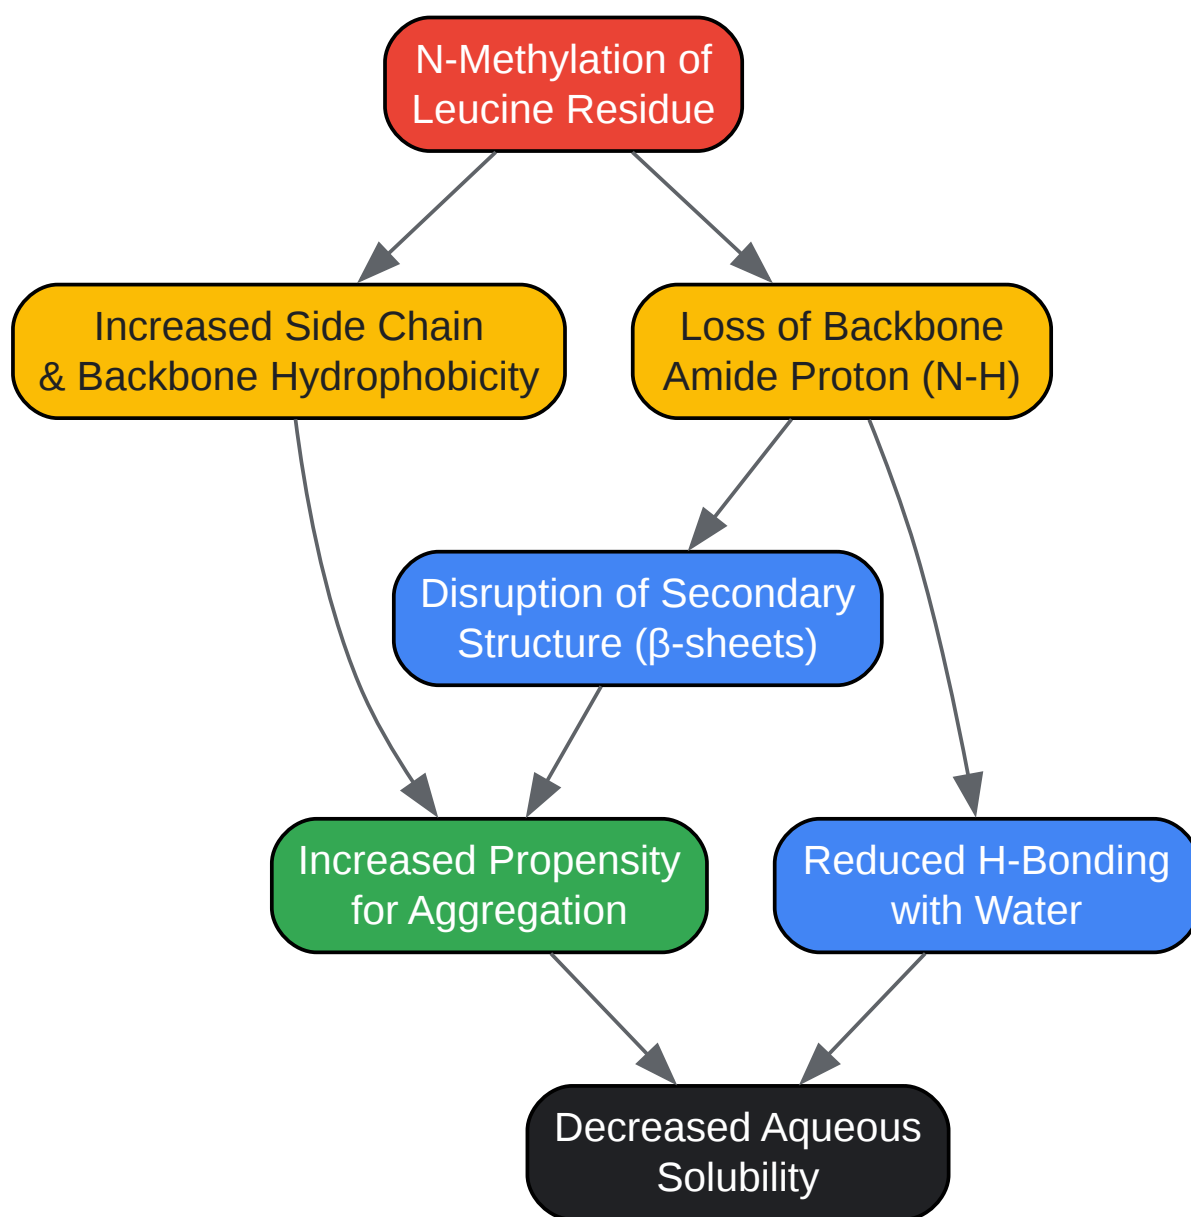 N-Methylation of
Leucine Residue
Increased Side Chain
& Backbone Hydrophobicity
Loss of Backbone
Amide Proton (N-H)
Disruption of Secondary
Structure (β-sheets)
Increased Propensity
for Aggregation
Reduced H-Bonding
with Water
Decreased Aqueous
Solubility